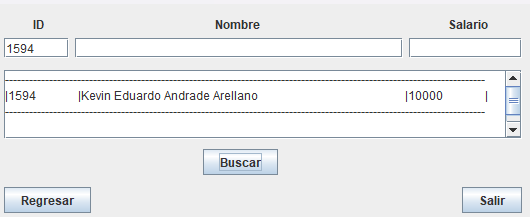 ID Nombre Salario
1594
|1594 |Kevin Eduardo Andrade Arellano |10000 |
Buscar
Regresar Salir